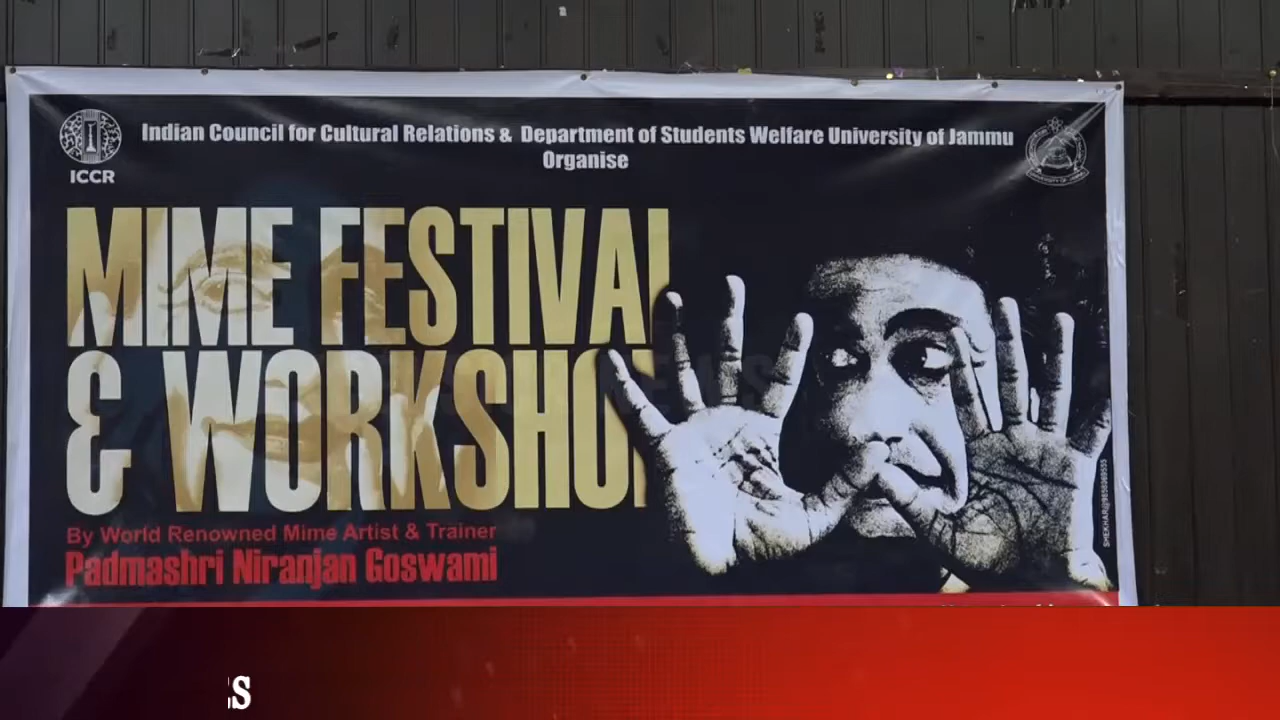 Indian Council for Cultural Relations & Department of Students Welfare University of Jammu
Organise
ICCR
MIME FESTIVAL
& WORKSHOP
By World Renowned Mime Artist & Trainer
Padmashri Niranjan Goswami